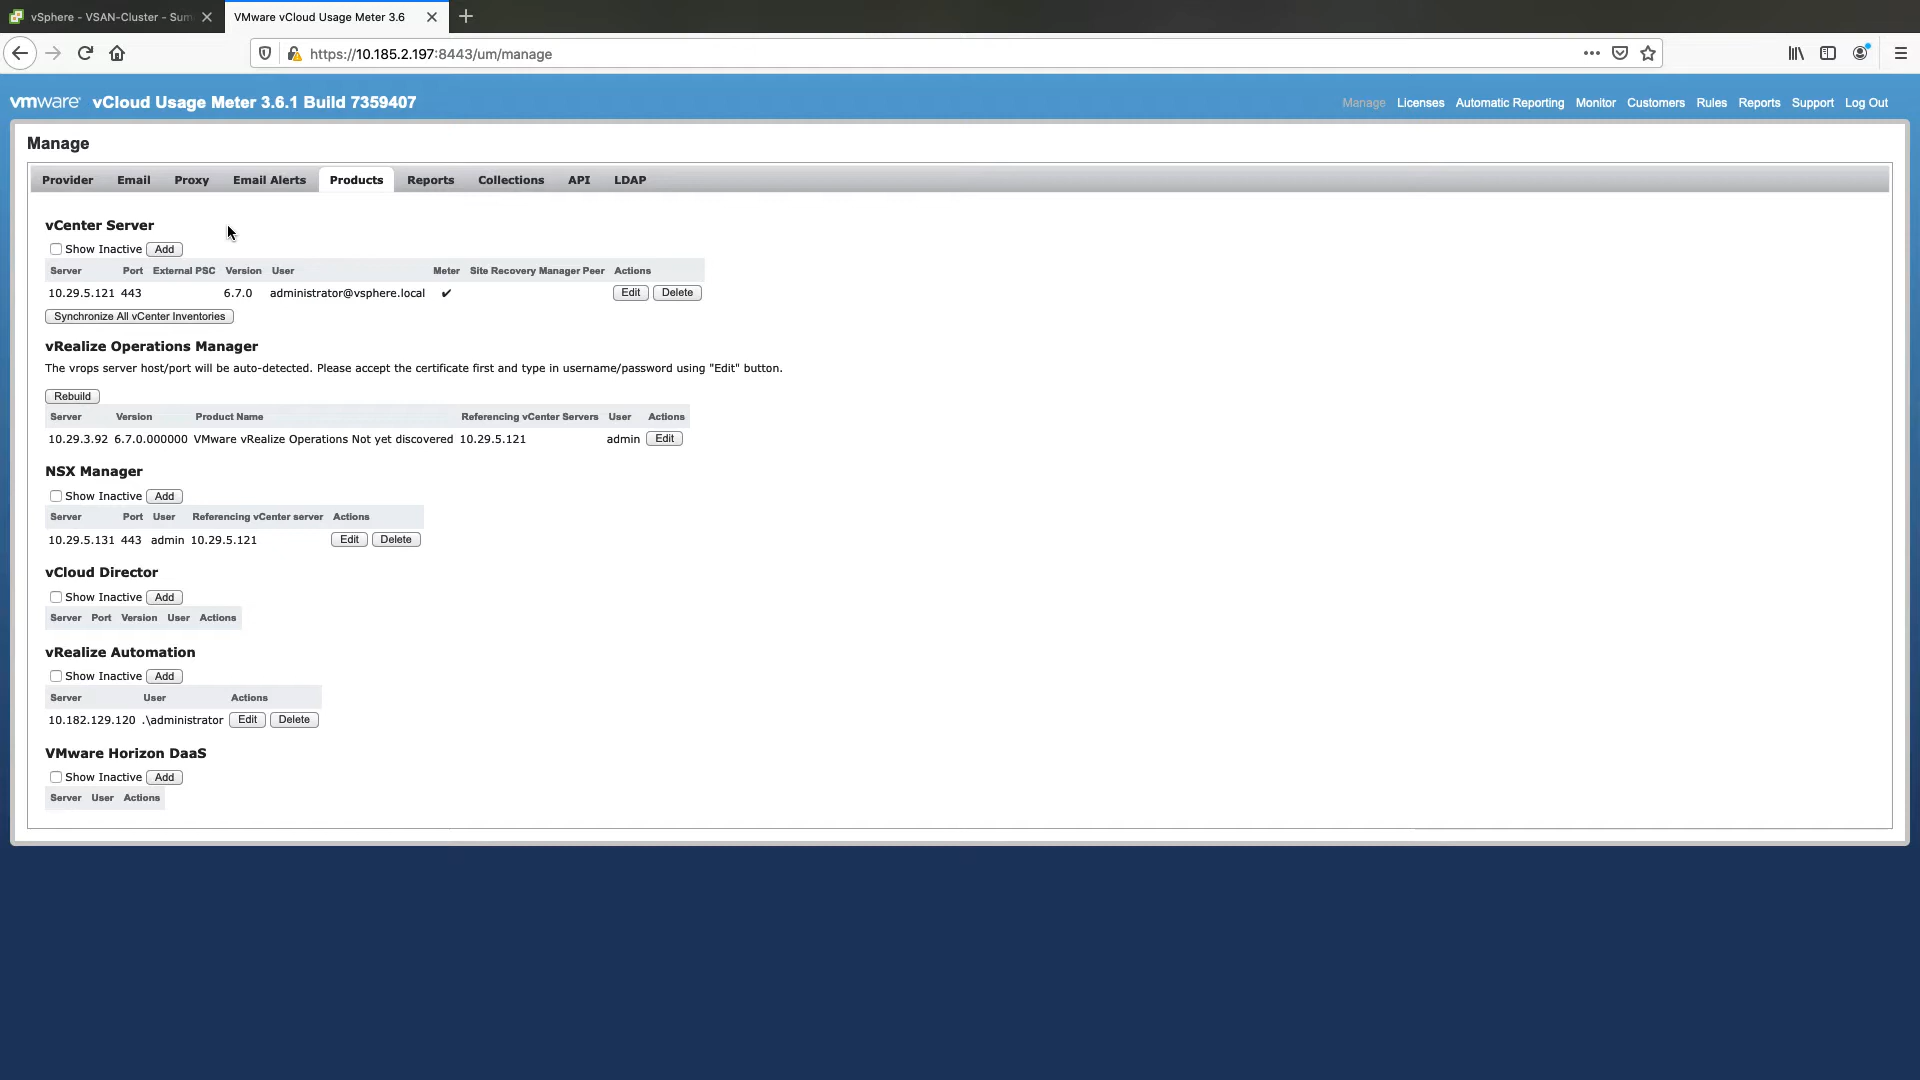 vSphere - VSAN-Cluster - Sum
VMware vCloud Usage Meter 3.6
https://10.185.2.197:8443/um/manage
vmware vCloud Usage Meter 3.6.1 Build 7359407
Manage Licenses Automatic Reporting Monitor Customers Rules Reports Support Log Out
Manage
Provider Email Proxy Email Alerts Products Reports Collections API LDAP
vCenter Server
Show Inactive Add
Server Port External PSC Version User Meter Site Recovery Manager Peer Actions
10.29.5.121 443 6.7.0 administrator@vsphere.local ✔ Edit Delete
Synchronize All vCenter Inventories
vRealize Operations Manager
The vrops server host/port will be auto-detected. Please accept the certificate first and type in username/password using "Edit" button.
Rebuild
Server Version Product Name Referencing vCenter Servers User Actions
10.29.3.92 6.7.0.000000 VMware vRealize Operations Not yet discovered 10.29.5.121 admin Edit
NSX Manager
Show Inactive Add
Server Port User Referencing vCenter server Actions
10.29.5.131 443 admin 10.29.5.121 Edit Delete
vCloud Director
Show Inactive Add
Server Port Version User Actions
vRealize Automation
Show Inactive Add
Server User Actions
10.182.129.120 .\administrator Edit Delete
VMware Horizon DaaS
Show Inactive Add
Server User Actions